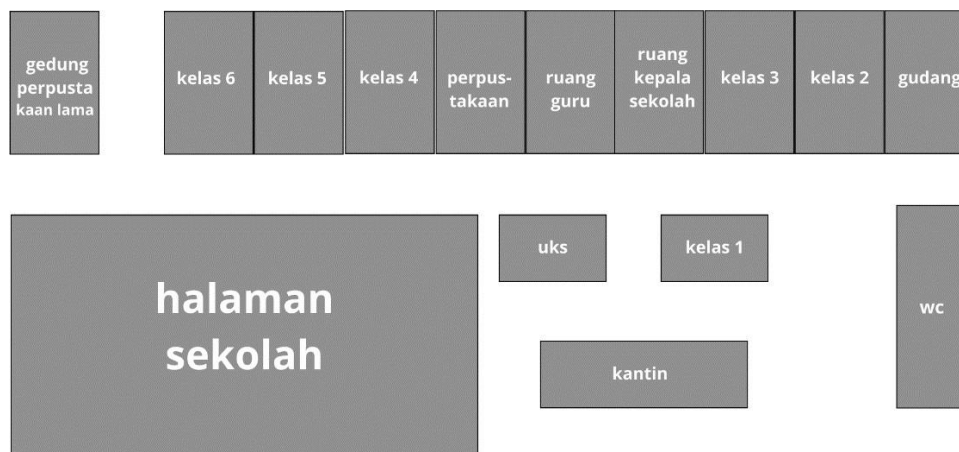 gedung
perpusta
kaan lama
kelas 6
kelas 5
kelas 4
perpus-
takaan
ruang
guru
ruang
kepala
sekolah
kelas 3
kelas 2
gudang
halaman
sekolah
uks
kelas 1
kantin
wc